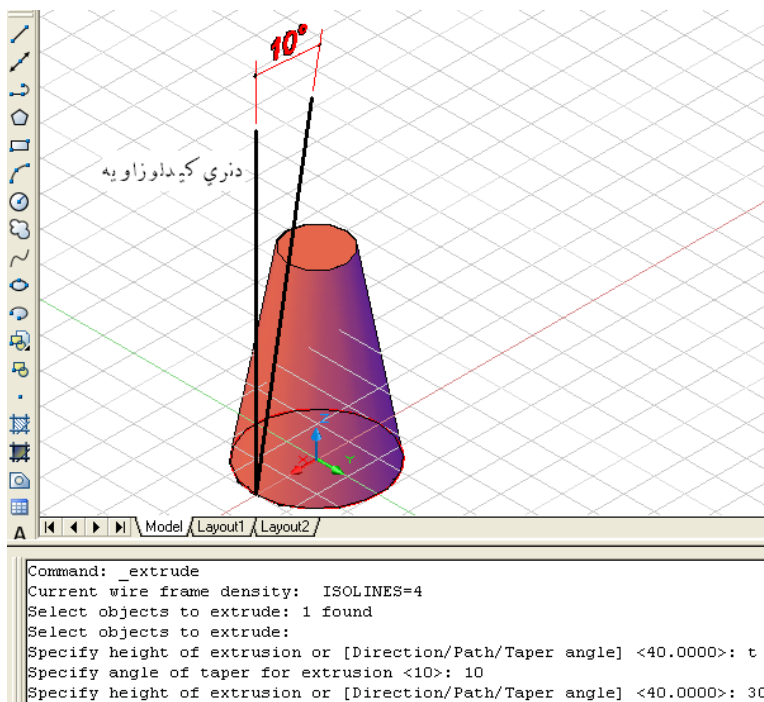 10°
دنري كيدلوزاويه
Z
X
Y
A
Model Layout1 Layout2
Command: _extrude
Current wire frame density:  ISOLINES=4
Select objects to extrude: 1 found
Select objects to extrude:
Specify height of extrusion or [Direction/Path/Taper angle] <40.0000>: t
Specify angle of taper for extrusion <10>: 10
Specify height of extrusion or [Direction/Path/Taper angle] <40.0000>: 30